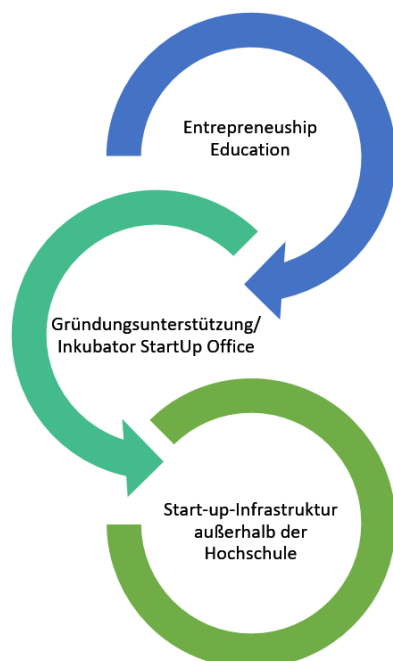 Entrepreneuship
Education
Gründungsunterstützung/
Inkubator StartUp Office
Start-up-Infrastruktur
außerhalb der
Hochschule